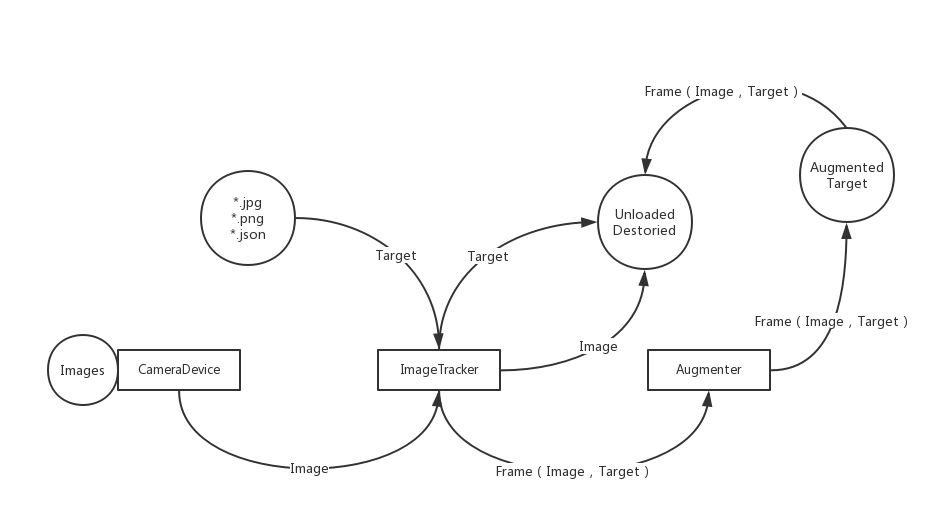 Frame ( Image , Target )
Augmented
Target
*.jpg
*.png
*.json
Unloaded
Destoried
Target
Target
Frame ( Image , Target )
Image
Images
CameraDevice
ImageTracker
Augmenter
Image
Frame ( Image , Target )